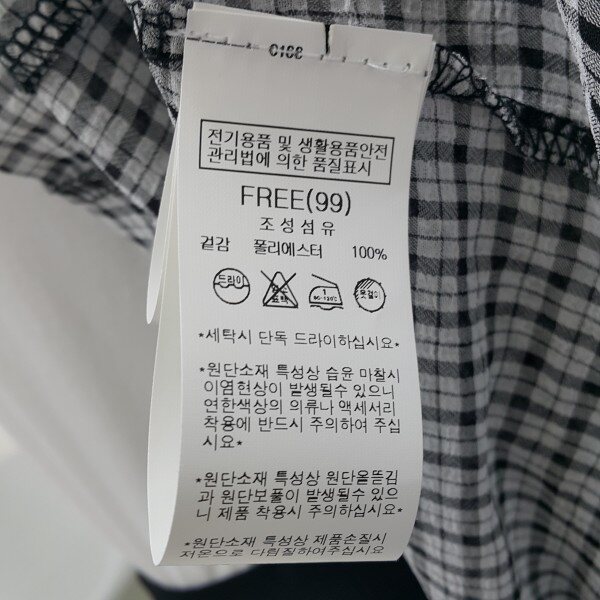 전기용품 및 생활용품안전
관리법에 의한 품질표시
FREE(99)
조성섬유
겉감 폴리에스터 100%
드라이
1
80-120℃
옷걸이
*세탁시 단독 드라이하십시요*
*원단소재 특성상 습윤 마찰시
이염현상이 발생될수 있으니
연한색상의 의류나 액세서리
착용에 반드시 주의하여 주십
시요*
*원단소재 특성상 원단올뜯김
과 원단보풀이 발생될수 있으
니 제품 착용시 주의하십시요*
*원단소재 특성상 제품손질시
저온으로 다림질하여주십시요